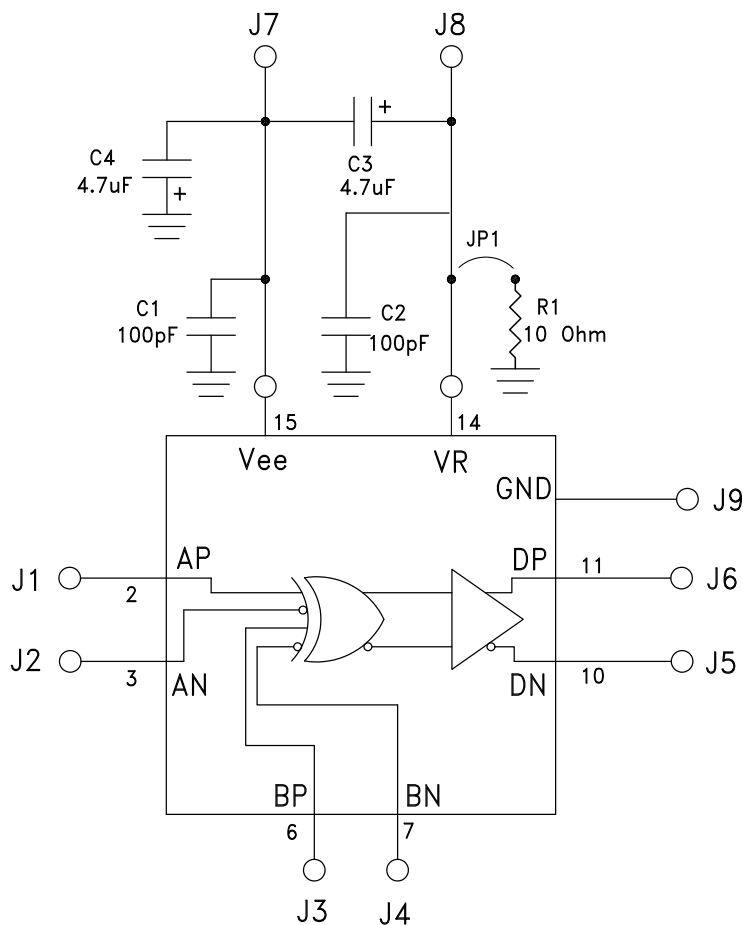 J7
J8
+
C4
4.7uF
+
C3
4.7uF
JP1
C1
100pF
C2
100pF
R1
10 Ohm
15
14
Vee
VR
GND
J9
AP
DP
11
J1
2
J6
J2
3
AN
DN
10
J5
BP
BN
6
7
J3
J4